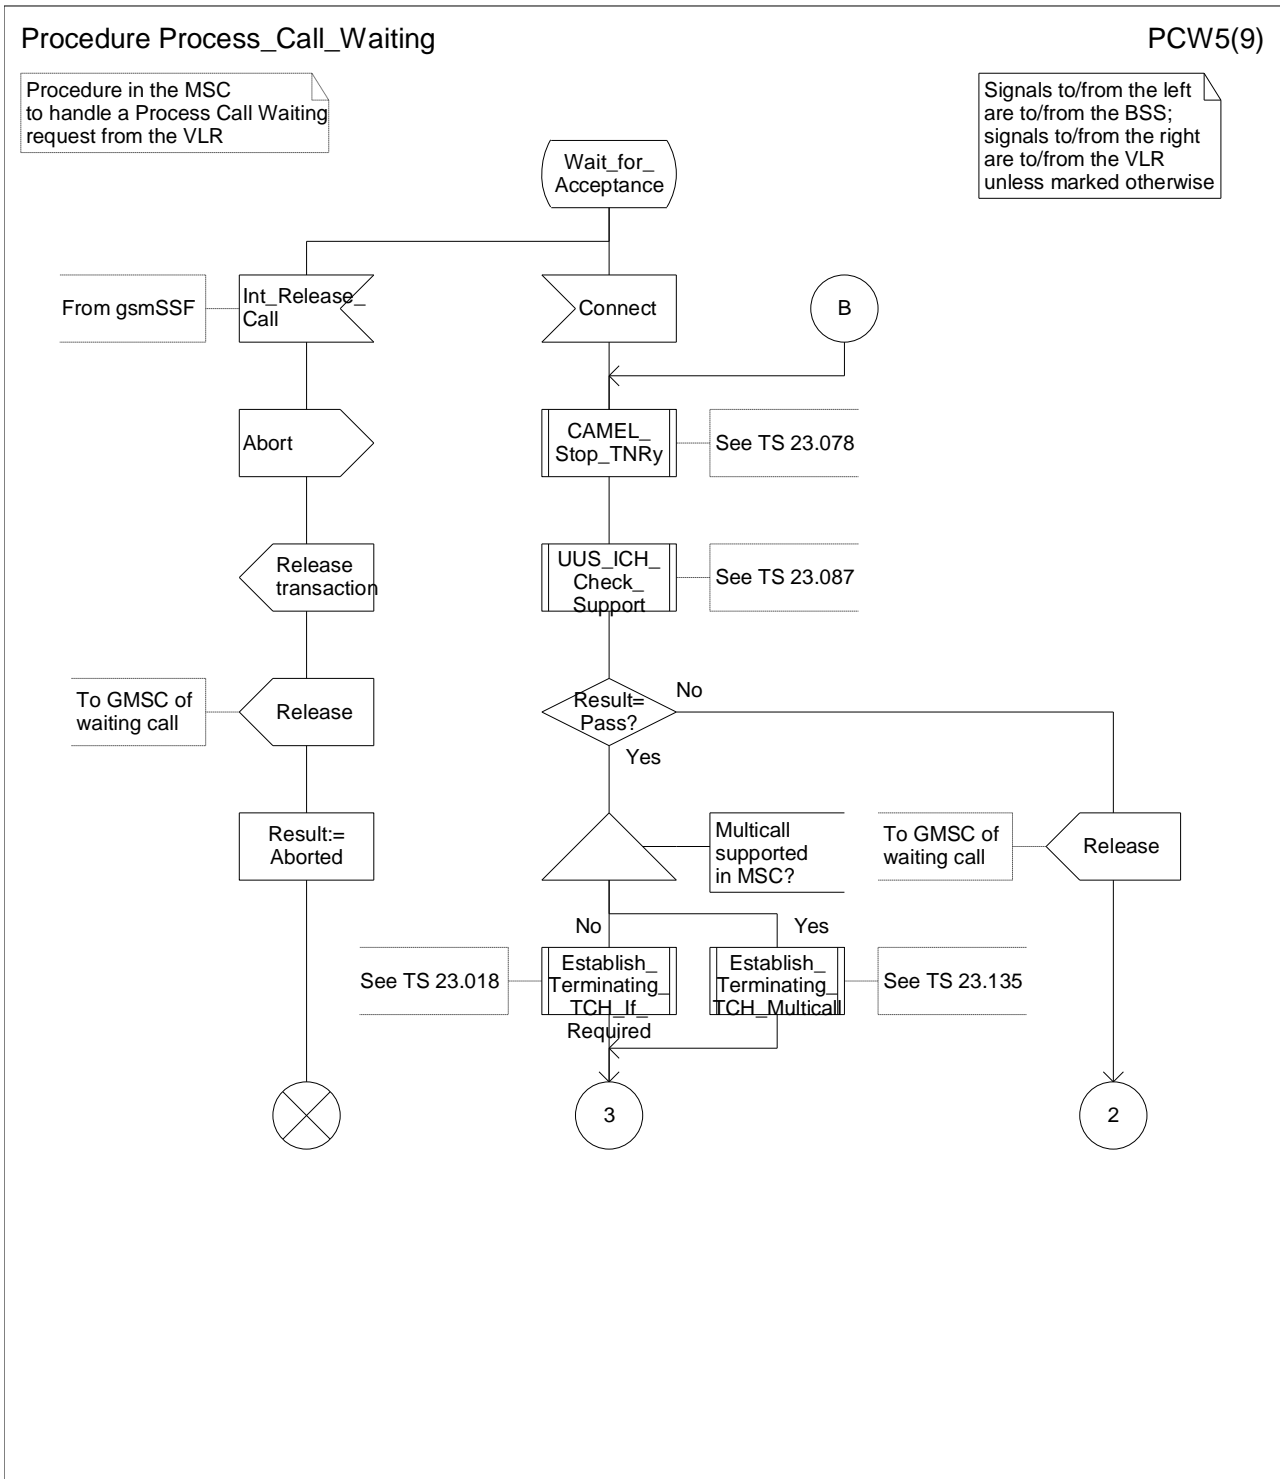 Procedure Process_Call_Waiting
PCW5(9)
Procedure in the MSC
to handle a Process Call Waiting
request from the VLR
Signals to/from the left
are to/from the BSS;
signals to/from the right
are to/from the VLR
unless marked otherwise
Wait_for_
Acceptance
From gsmSSF
Int_Release_
Call
Connect
B
Abort
CAMEL_
Stop_TNRy
See TS 23.078
Release
transaction
UUS_ICH_
Check_
Support
See TS 23.087
To GMSC of
waiting call
Release
Result=
Pass?
No
Yes
Result:=
Aborted
Multicall
supported
in MSC?
To GMSC of
waiting call
Release
No
Yes
See TS 23.018
Establish_
Terminating_
TCH_If_
Required
Establish_
Terminating_
TCH_Multicall
See TS 23.135
3
2